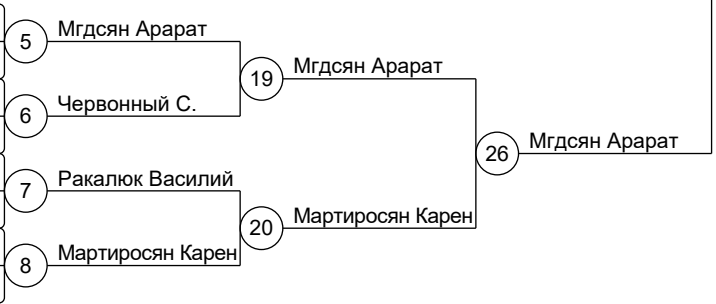 5
Мгдсян Арарат
19
Мгдсян Арарат
6
Червонный С.
26
Мгдсян Арарат
7
Ракалюк Василий
20
Мартиросян Карен
8
Мартиросян Карен